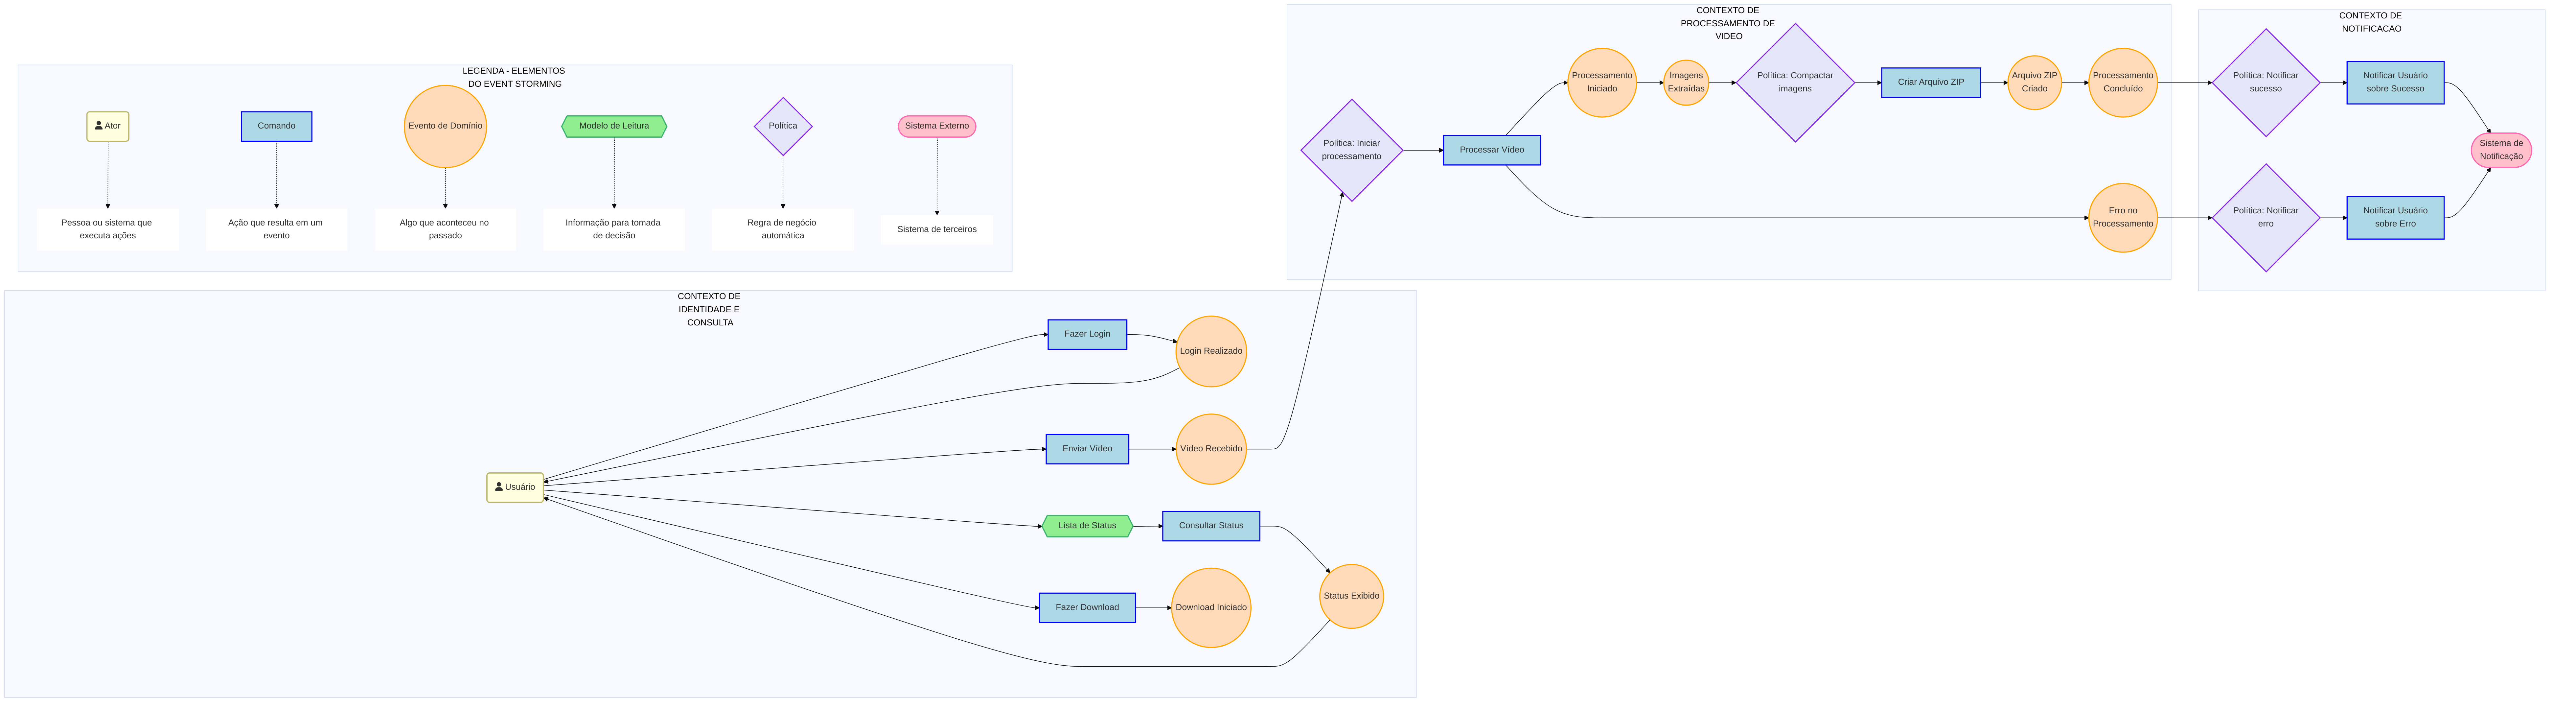 LEGENDA - ELEMENTOS
DO EVENT STORMING
Ator
Comando
Evento de Domínio
Modelo de Leitura
Política
Sistema Externo
Pessoa ou sistema que
executa ações
Ação que resulta em um
evento
Algo que aconteceu no
passado
Informação para tomada
de decisão
Regra de negócio
automática
Sistema de terceiros
CONTEXTO DE
PROCESSAMENTO DE
VIDEO
Política: Iniciar
processamento
Processar Vídeo
Processamento
Iniciado
Imagens
Extraídas
Política: Compactar
imagens
Criar Arquivo ZIP
Arquivo ZIP
Criado
Processamento
Concluído
Erro no
Processamento
CONTEXTO DE
NOTIFICACAO
Política: Notificar
sucesso
Notificar Usuário
sobre Sucesso
Sistema de
Notificação
Política: Notificar
erro
Notificar Usuário
sobre Erro
CONTEXTO DE
IDENTIDADE E
CONSULTA
Usuário
Fazer Login
Login Realizado
Enviar Vídeo
Vídeo Recebido
Lista de Status
Consultar Status
Status Exibido
Fazer Download
Download Iniciado